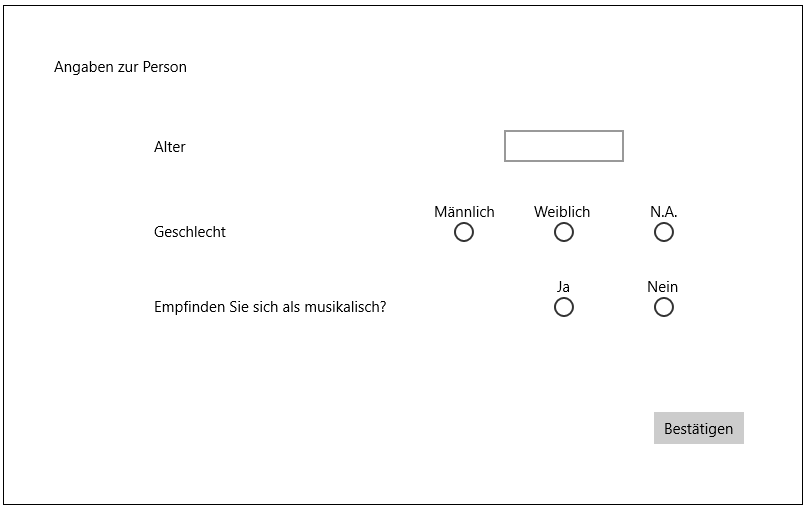 Angaben zur Person
Alter
Männlich Weiblich N.A.
Geschlecht
Ja Nein
Empfinden Sie sich als musikalisch?
Bestätigen